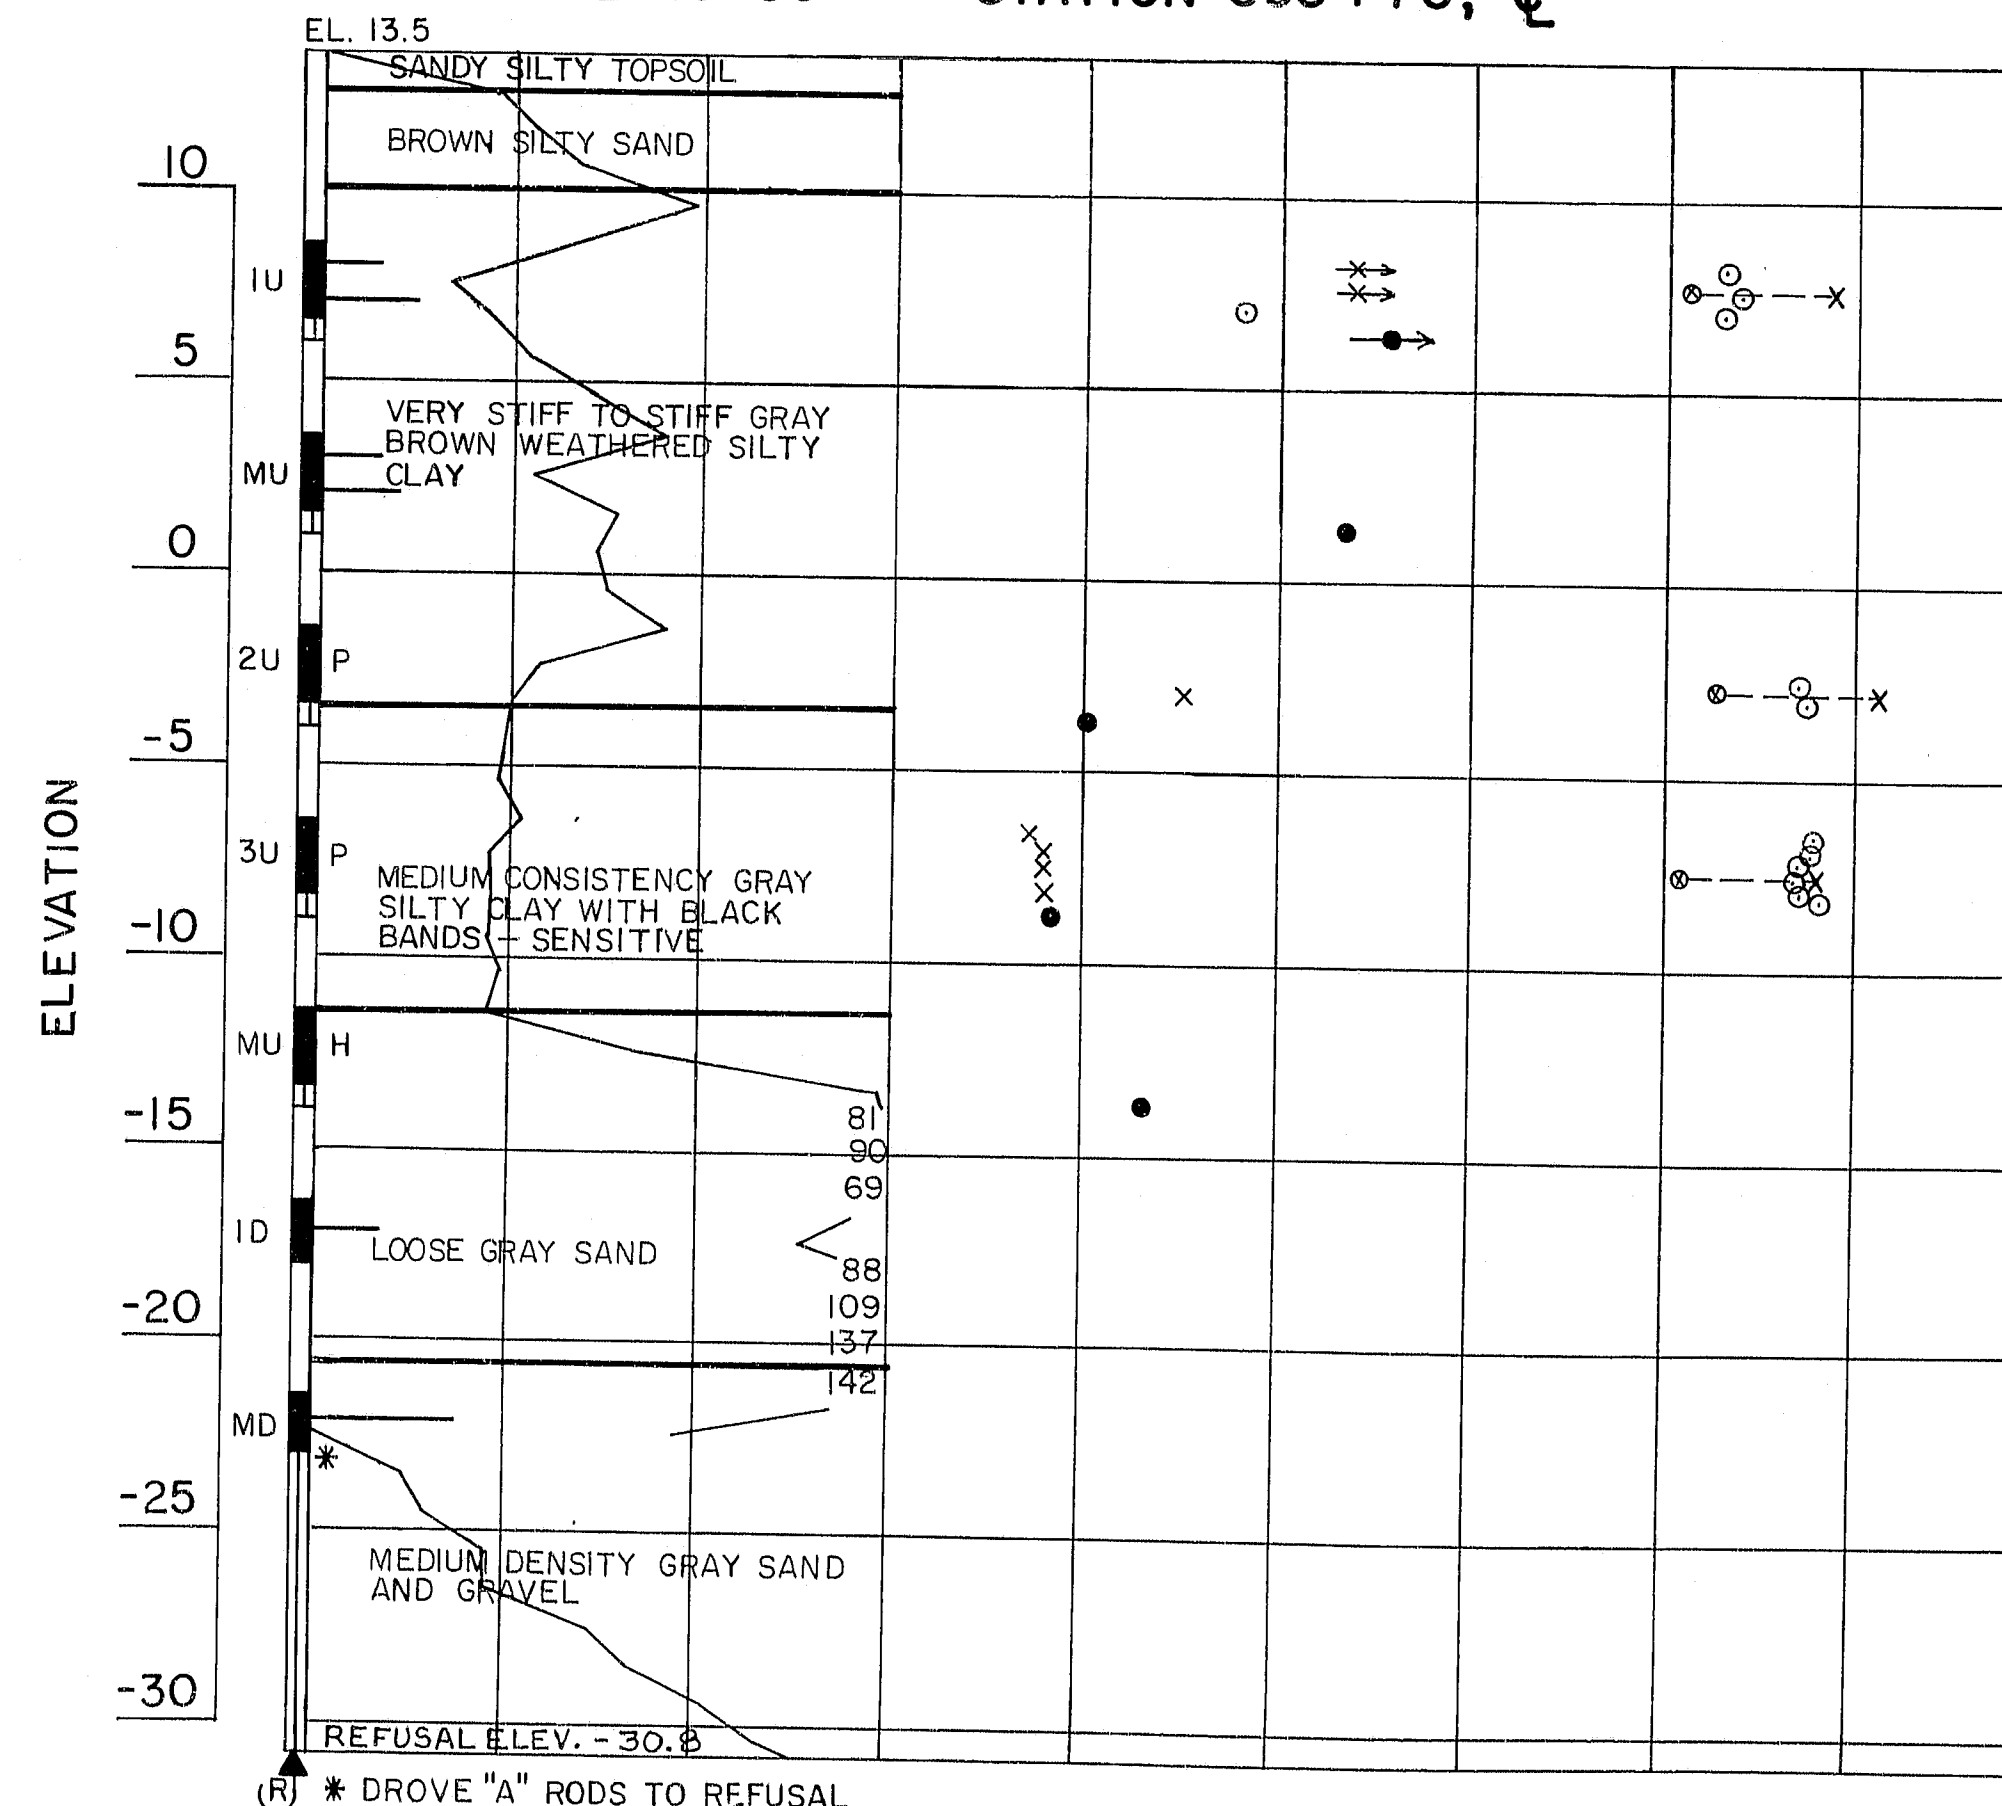 EL. 13.5
SANDY SILTY TOPSOIL
BROWN SILTY SAND
10
1U
5
VERY STIFF TO STIFF GRAY
BROWN WEATHERED SILTY
CLAY
MU
0
2U P
-5
ELEVATION
3U P
MEDIUM CONSISTENCY GRAY
SILTY CLAY WITH BLACK
BANDS - SENSITIVE
-10
MU H
81
-15
90
69
1D
LOOSE GRAY SAND
88
-20
109
137
142
MD
*
-25
MEDIUM DENSITY GRAY SAND
AND GRAVEL
-30
REFUSAL ELEV. -30.8
(R) * DROVE "A" RODS TO REFUSAL